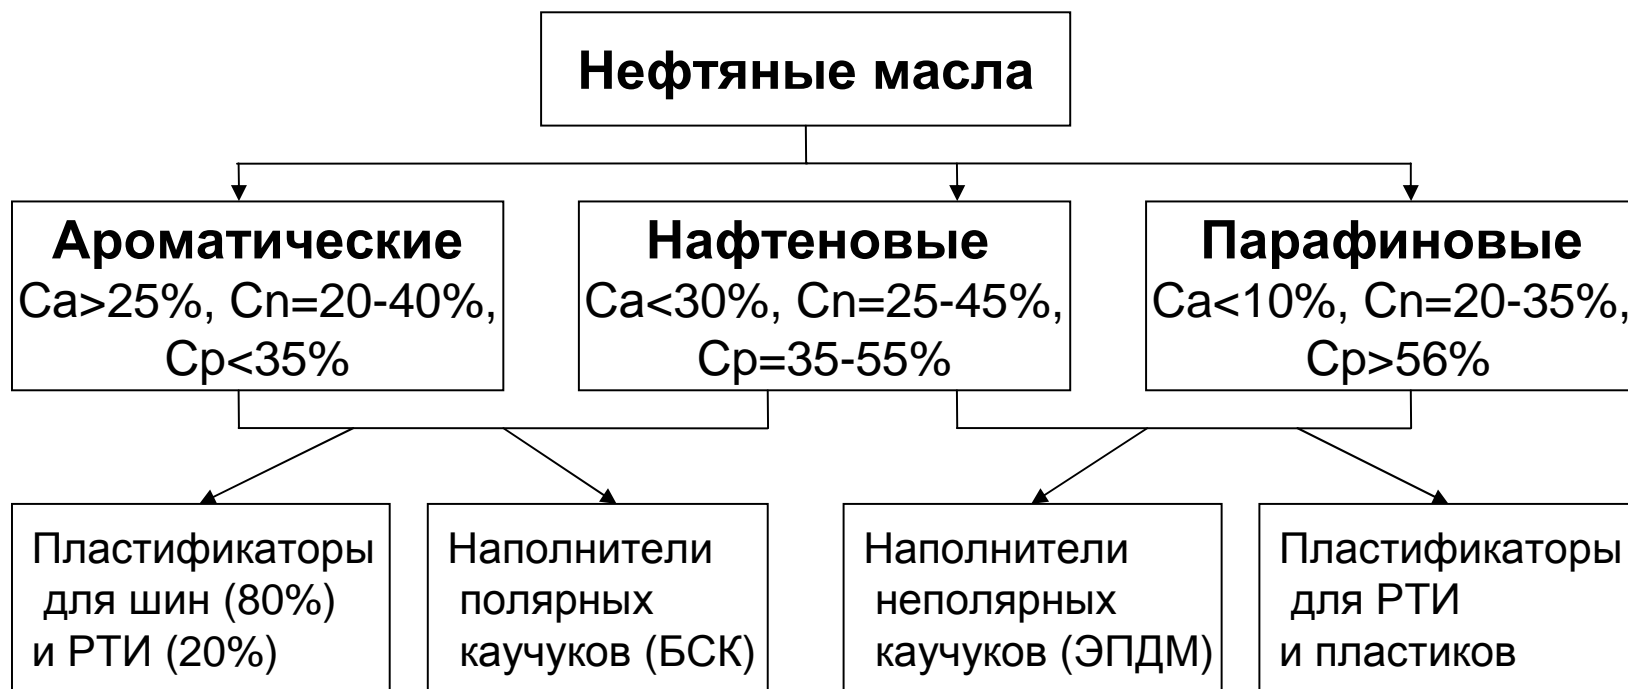 Нефтяные масла
Ароматические
Ca>25%, Cn=20-40%,
Cp<35%
Нафтеновые
Ca<30%, Cn=25-45%,
Cp=35-55%
Парафиновые
Ca<10%, Cn=20-35%,
Cp>56%
Пластификаторы
для шин (80%)
и РТИ (20%)
Наполнители
полярных
каучуков (БСК)
Наполнители
неполярных
каучуков (ЭПДМ)
Пластификаторы
для РТИ
и пластиков